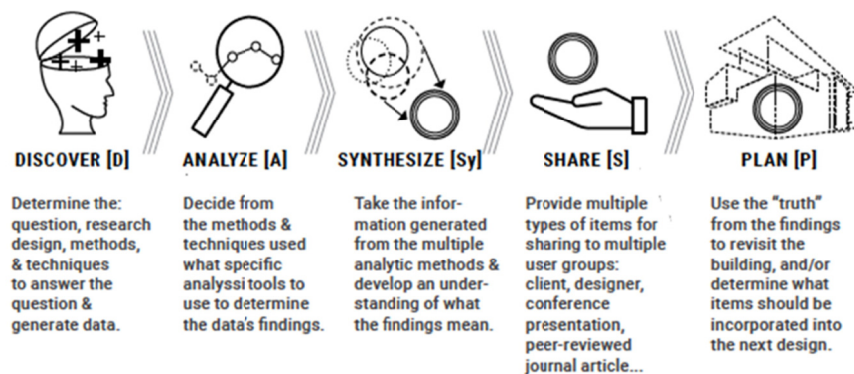 DISCOVER [D]
Determine the:
question, research
design, methods,
& techniques
to answer the
question &
generate data.
ANALYZE [A]
Decide from
the methods &
techniques used
what specific
analyssi tools to
use to determine
the data's findings.
SYNTHESIZE [Sy]
Take the infor-
mation generated
from the multiple
analytic methods &
develop an under-
standing of what
the findings mean.
SHARE [S]
Provide multiple
types of items for
sharing to multiple
user groups:
client, designer,
conference
presentation,
peer-reviewed
journal article...
PLAN [P]
Use the “truth”
from the findings
to revisit the
building, and/or
determine what
items should be
incorporated into
the next design.